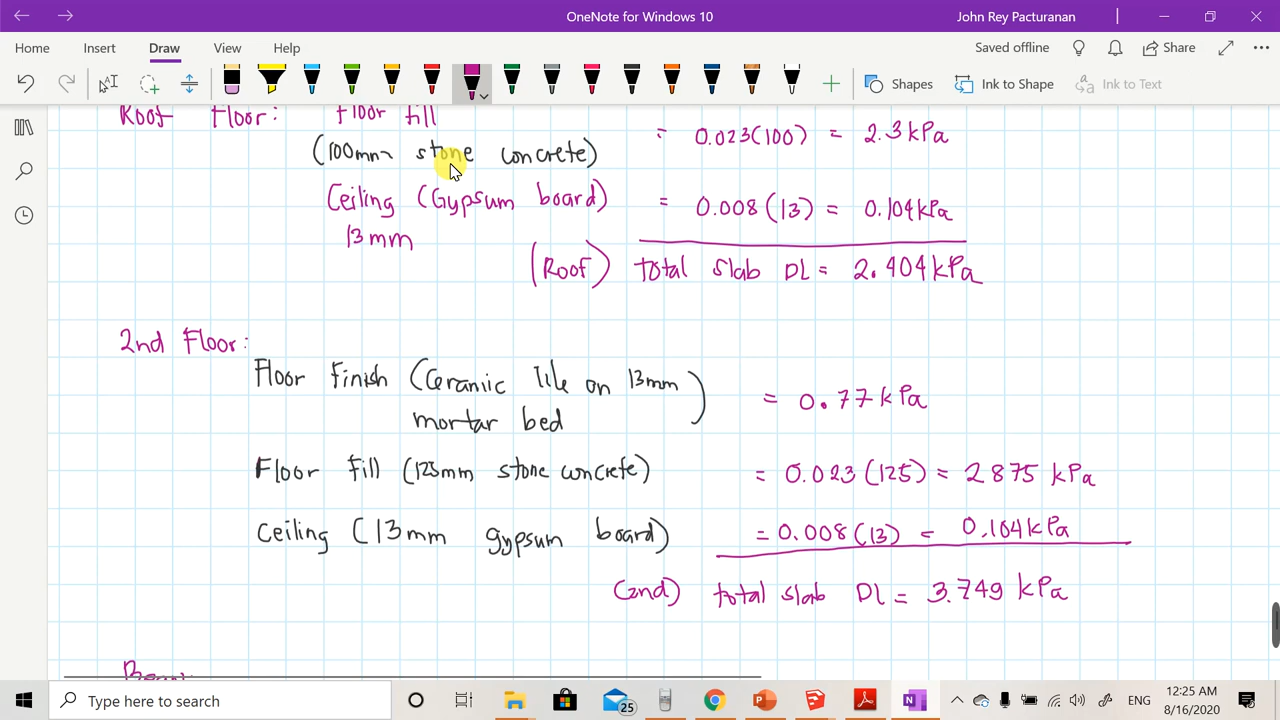 OneNote for Windows 10
John Rey Pacturanan
Home Insert Draw View Help
Saved offline Share
Shapes Ink to Shape Ink to Text
Roof Floor: Floor fill
(100mm stone concrete) = 0.023(100) = 2.3 kPa
Ceiling (Gypsum board) = 0.008 (13) = 0.104 kPa
13 mm
(Roof) total slab DL = 2.404 kPa
2nd Floor:
Floor Finish (Ceramic tile on 13mm
mortar bed) = 0.77 kPa
Floor fill (125mm stone concrete) = 0.023 (125) = 2.875 kPa
Ceiling (13 mm gypsum board) = 0.008 (13) = 0.104 kPa
(2nd) total slab DL = 3.749 kPa
Type here to search
25
ENG
12:25 AM
8/16/2020